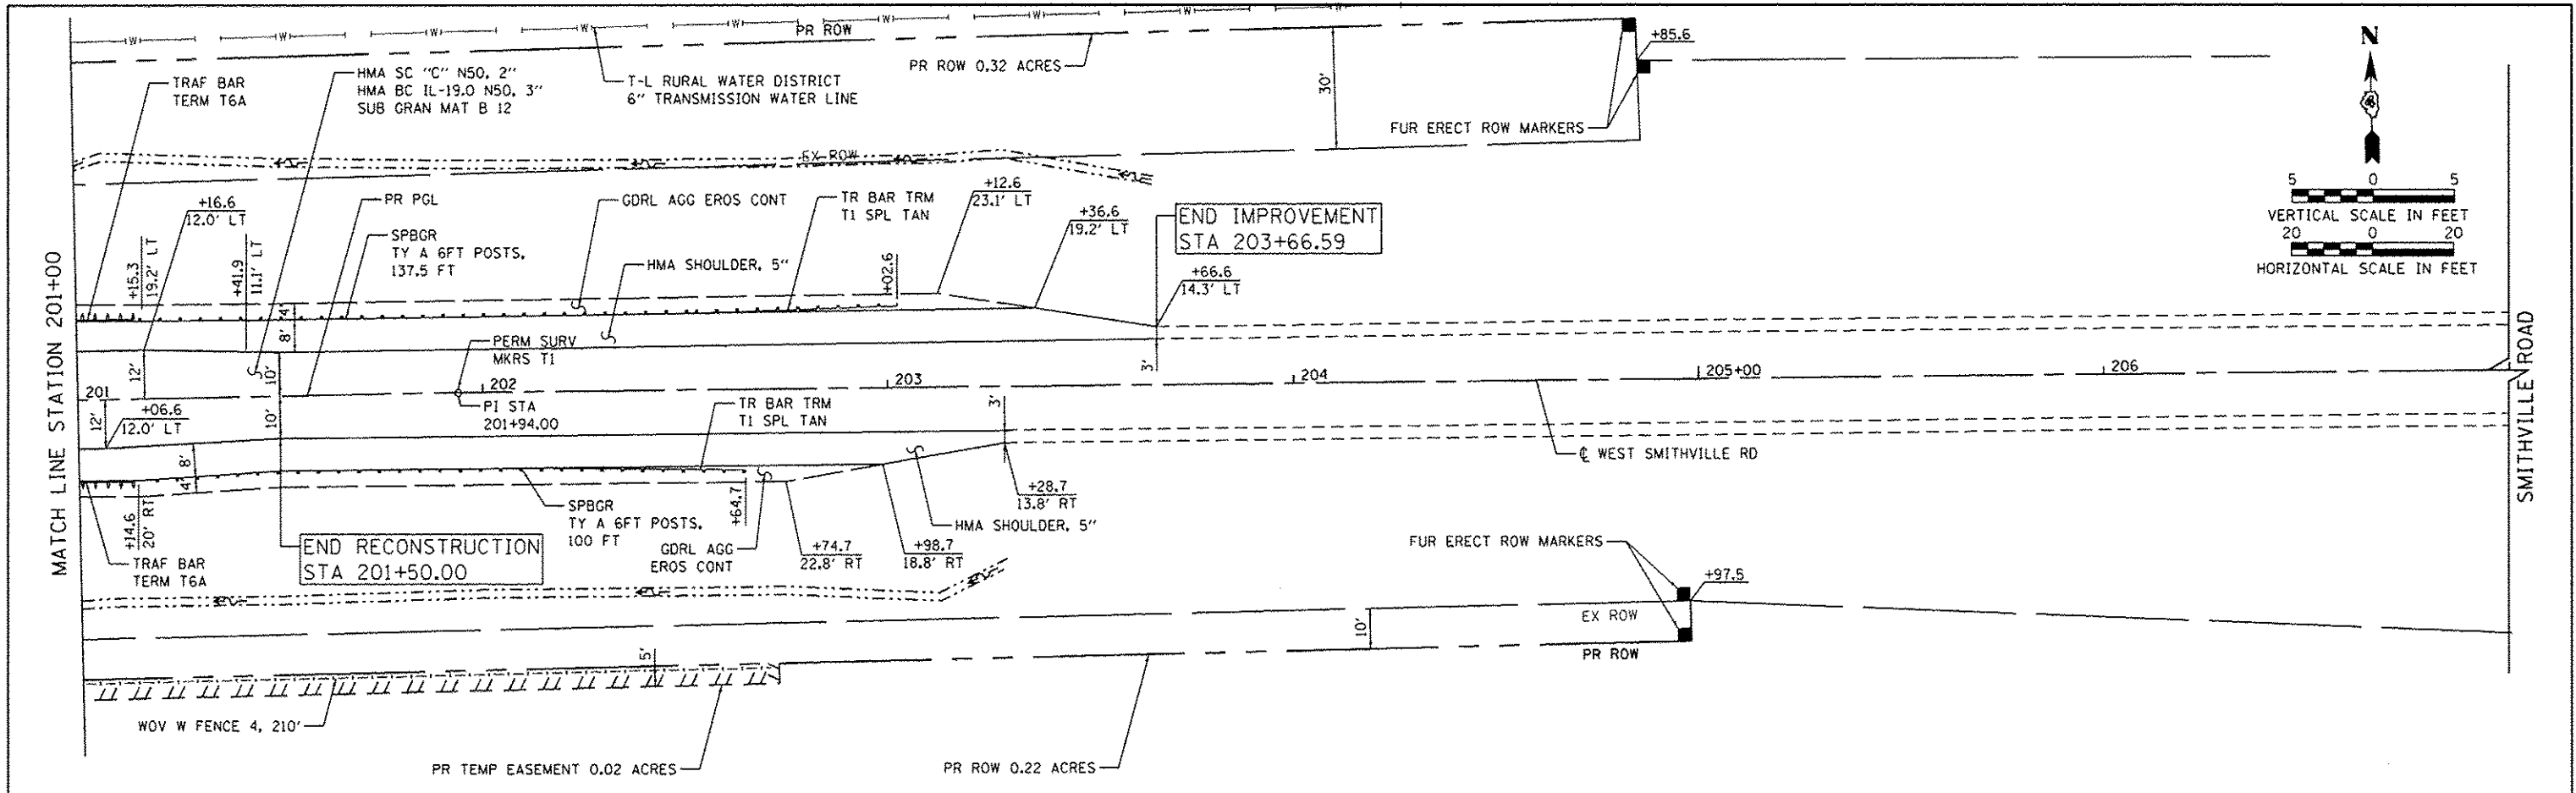 W W W W W W W W
PR ROW
+85.6
N
TRAF BAR
TERM T6A
HMA SC "C" N50, 2"
HMA BC IL-19.0 N50, 3"
SUB GRAN MAT B 12
T-L RURAL WATER DISTRICT
6" TRANSMISSION WATER LINE
PR ROW 0.32 ACRES
30'
FUR ERECT ROW MARKERS
EX ROW
5 0 5
VERTICAL SCALE IN FEET
20 0 20
HORIZONTAL SCALE IN FEET
+16.6
12.0' LT
PR PGL
GDRL AGG EROS CONT
TR BAR TRM
T1 SPL TAN
+12.6
23.1' LT
+36.6
19.2' LT
END IMPROVEMENT
STA 203+66.59
+15.3
19.2' LT
+41.9
11.1' LT
SPBGR
TY A 6FT POSTS,
137.5 FT
HMA SHOULDER, 5"
+02.6
+66.6
14.3' LT
4'
8'
MATCH LINE STATION 201+00
PERM SURV
MKRS T1
12'
10'
3'
201
202
203
204
205+00
206
SMITHVILLE ROAD
PI STA
201+94.00
12'
+06.6
12.0' LT
10'
TR BAR TRM
T1 SPL TAN
3'
℄ WEST SMITHVILLE RD
8'
4'
+14.6
20' RT
SPBGR
TY A 6FT POSTS,
100 FT
+64.7
+28.7
13.8' RT
HMA SHOULDER, 5"
TRAF BAR
TERM T6A
END RECONSTRUCTION
STA 201+50.00
GDRL AGG
EROS CONT
+74.7
22.8' RT
+98.7
18.8' RT
FUR ERECT ROW MARKERS
+97.5
EX ROW
10'
PR ROW
5'
WOV W FENCE 4, 210'
PR TEMP EASEMENT 0.02 ACRES
PR ROW 0.22 ACRES